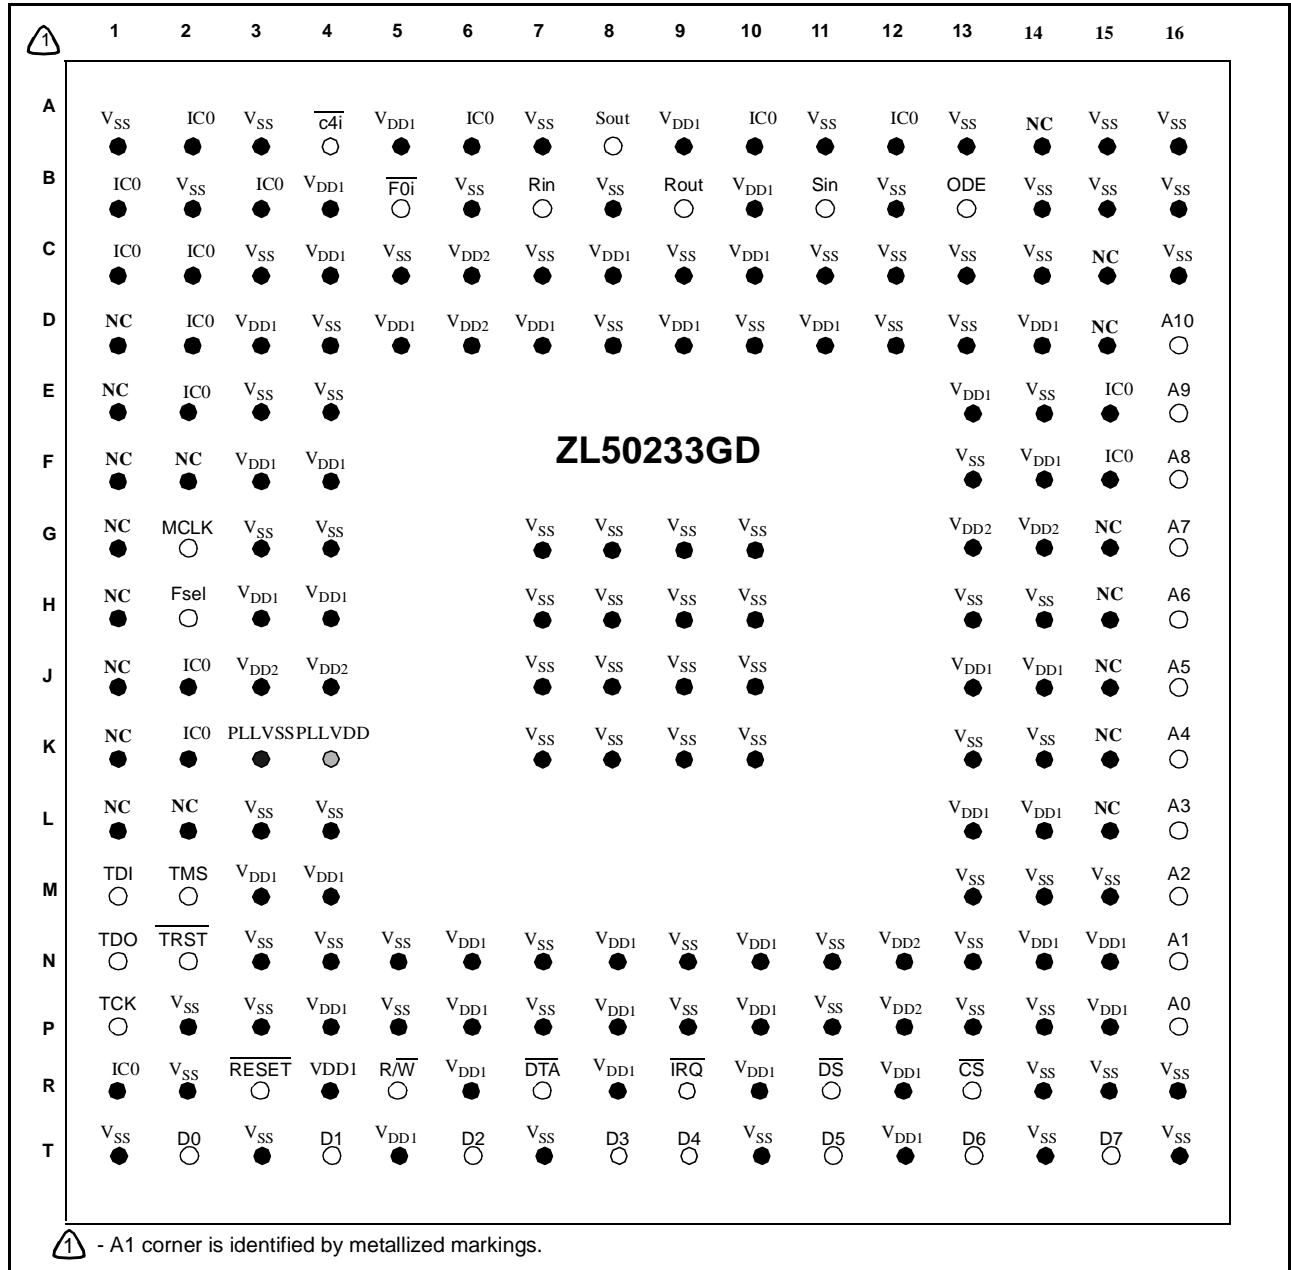 1 1 2 3 4 5 6 7 8 9 10 11 12 13 14 15 16
A VSS IC0 VSS c4i VDD1 IC0 VSS Sout VDD1 IC0 VSS IC0 VSS NC VSS VSS
B IC0 VSS IC0 VDD1 F0i VSS Rin VSS Rout VDD1 Sin VSS ODE VSS VSS VSS
C IC0 IC0 VSS VDD1 VSS VDD2 VSS VDD1 VSS VDD1 VSS VSS VSS VSS NC VSS
D NC IC0 VDD1 VSS VDD1 VDD2 VDD1 VSS VDD1 VSS VDD1 VSS VSS VDD1 NC A10
E NC IC0 VSS VSS VDD1 VSS IC0 A9
ZL50233GD
F NC NC VDD1 VDD1 VSS VDD1 IC0 A8
G NC MCLK VSS VSS VSS VSS VSS VSS VDD2 VDD2 NC A7
H NC Fsel VDD1 VDD1 VSS VSS VSS VSS VSS VSS NC A6
J NC IC0 VDD2 VDD2 VSS VSS VSS VSS VDD1 VDD1 NC A5
K NC IC0 PLLVSS PLLVDD VSS VSS VSS VSS VSS VSS NC A4
L NC NC VSS VSS VDD1 VDD1 NC A3
M TDI TMS VDD1 VDD1 VSS VSS VSS A2
N TDO TRST VSS VSS VSS VDD1 VSS VDD1 VSS VDD1 VSS VDD2 VSS VDD1 VDD1 A1
P TCK VSS VSS VDD1 VSS VDD1 VSS VDD1 VSS VDD1 VSS VDD2 VSS VSS VDD1 A0
R IC0 VSS RESET VDD1 R/W VDD1 DTA VDD1 IRQ VDD1 DS VDD1 CS VSS VSS VSS
T VSS D0 VSS D1 VDD1 D2 VSS D3 D4 VSS D5 VDD1 D6 VSS D7 VSS
1 - A1 corner is identified by metallized markings.